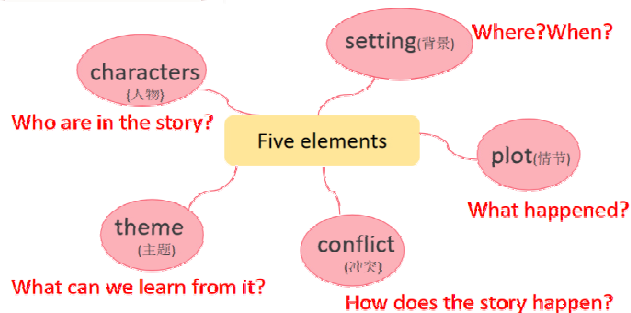 setting(背景)
Where?When?
characters
(人物)
Who are in the story?
Five elements
plot(情节)
What happened?
theme
(主题)
What can we learn from it?
conflict
(冲突)
How does the story happen?